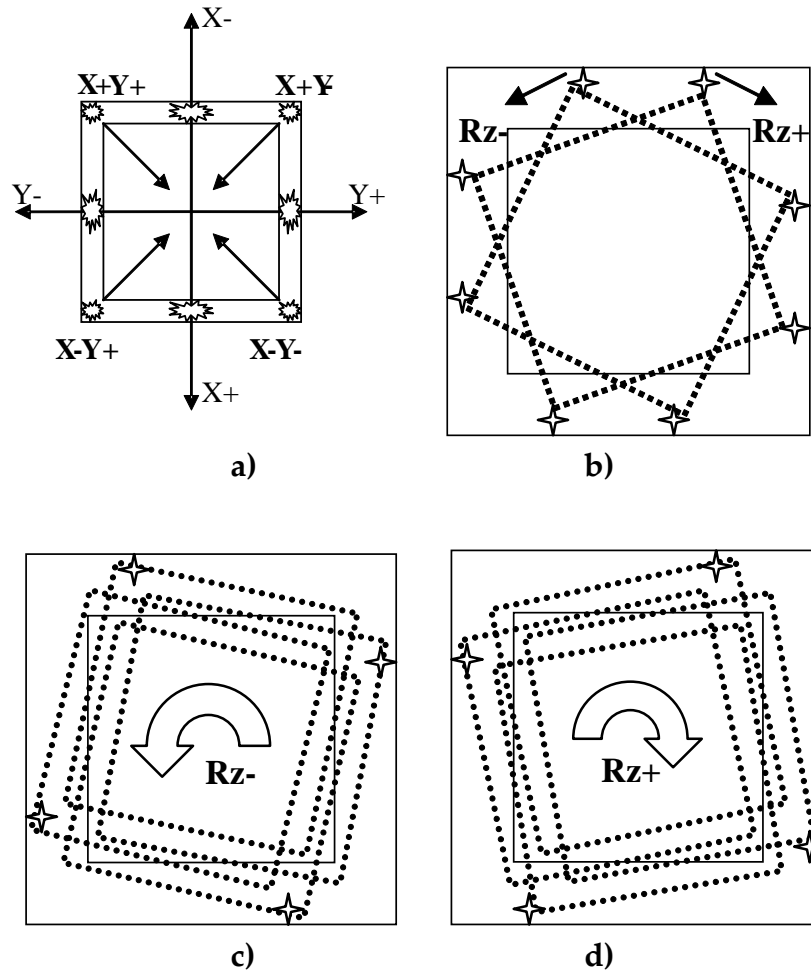 X-
X+Y+
X+Y-
Y-
Y+
X-Y+
X-Y-
X+
a)
Rz-
Rz+
b)
Rz-
c)
Rz+
d)